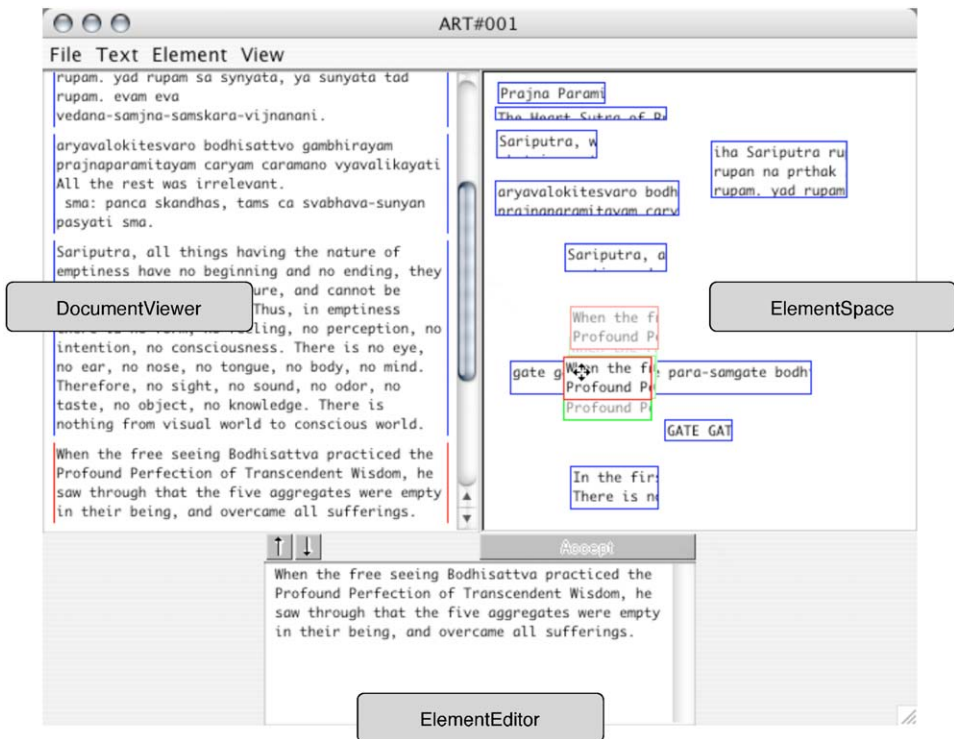 ART#001
File Text Element View
rupam. yad rupam sa synyata, ya sunyata tad
rupam. evam eva
vedana-samjna-samskara-vijnanani.
aryavalokitesvaro bodhisattvo gambhirayam
prajnaparamitayam caryam caramano vyavalikayati
All the rest was irrelevant.
sma: panca skandhas, tams ca svabhava-sunyan
pasyati sma.
Sariputra, all things having the nature of
emptiness have no beginning and no ending, they
ure, and cannot be
Thus, in emptiness
no perception, no
intention, no consciousness. There is no eye,
no ear, no nose, no tongue, no body, no mind.
Therefore, no sight, no sound, no odor, no
taste, no object, no knowledge. There is
nothing from visual world to conscious world.
When the free seeing Bodhisattva practiced the
Profound Perfection of Transcendent Wisdom, he
saw through that the five aggregates were empty
in their being, and overcame all sufferings.
DocumentViewer
Prajna Parami
The Heart Sutra of
Sariputra, w
iha Sariputra ru
rupan na prthak
rupam. yad rupam
aryavalokitesvaro bodh
prajnaparamitayam cary
Sariputra, a
ElementSpace
When the f
Profound P
gate g
When the f
para-samgate bodh
Profound P
Profound P
GATE GAT
In the fir
There is n
Accept
When the free seeing Bodhisattva practiced the
Profound Perfection of Transcendent Wisdom, he
saw through that the five aggregates were empty
in their being, and overcame all sufferings.
ElementEditor